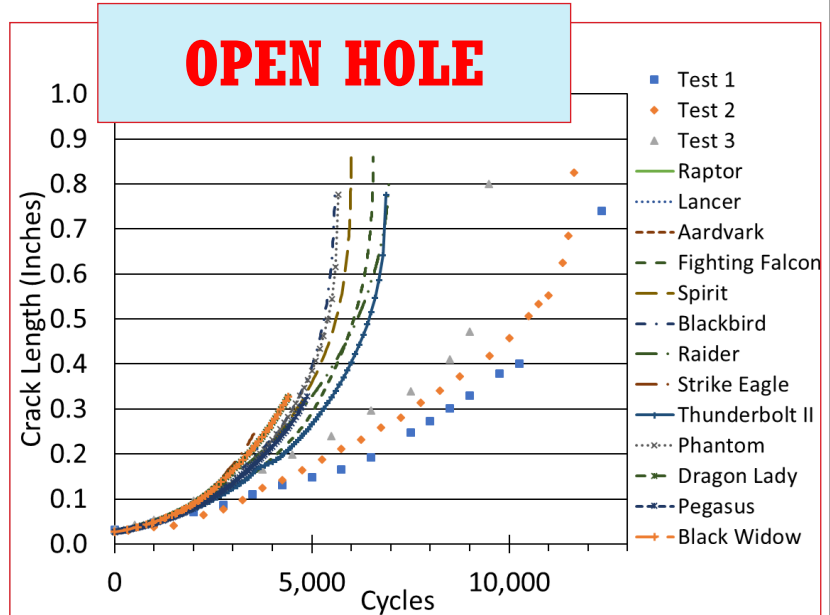 OPEN HOLE
1.0
0.9
0.8
0.7
0.6
0.5
0.4
0.3
0.2
0.1
0.0
Crack Length (Inches)
0
5,000
10,000
Cycles
Test 1
Test 2
Test 3
Raptor
Lancer
Aardvark
Fighting Falcon
Spirit
Blackbird
Raider
Strike Eagle
Thunderbolt II
Phantom
Dragon Lady
Pegasus
Black Widow